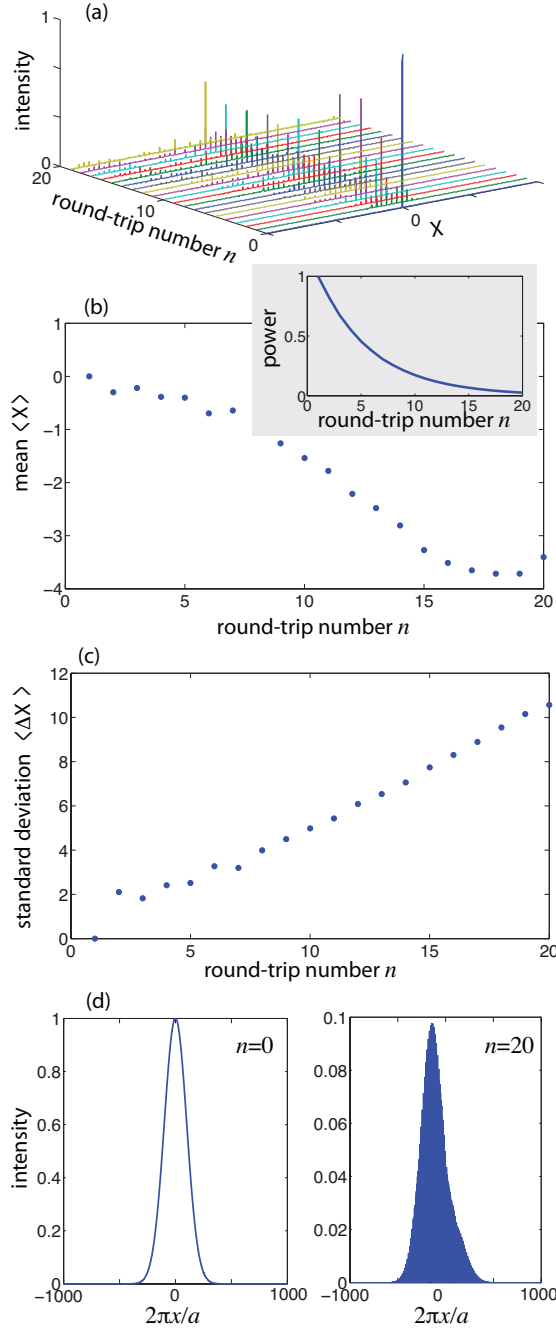 (a)
1
intensity
0
20
10
0
round-trip number n
0
X
(b)
1
0
−1
−2
−3
−4
mean ⟨X⟩
0 5 10 15 20
round-trip number n
1
0.5
0
power
0 5 10 15 20
round-trip number n
(c)
12
10
8
6
4
2
0
standard deviation ⟨ΔX⟩
0 5 10 15 20
round-trip number n
(d)
1
0.8
0.6
0.4
0.2
0
intensity
n=0
−1000 0 1000
2πx/a
0.1
0.08
0.06
0.04
0.02
0
n=20
−1000 0 1000
2πx/a